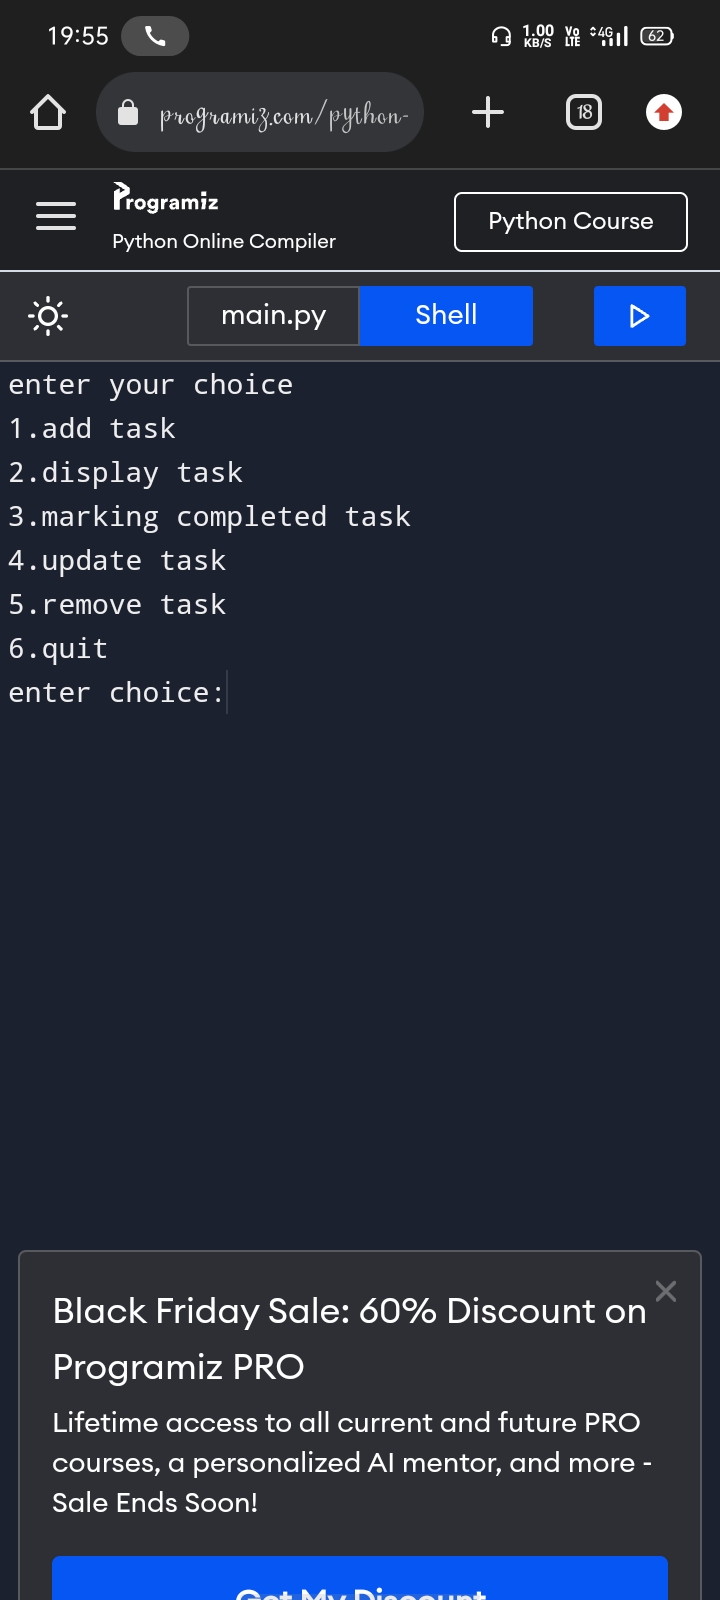 19:55
1.00
KB/S
Vo
LTE
4G
62
programiz.com/python-
18
Programiz
Python Online Compiler
Python Course
main.py
Shell
enter your choice
1.add task
2.display task
3.marking completed task
4.update task
5.remove task
6.quit
enter choice:
Black Friday Sale: 60% Discount on
Programiz PRO
Lifetime access to all current and future PRO
courses, a personalized AI mentor, and more -
Sale Ends Soon!
Get My Discount